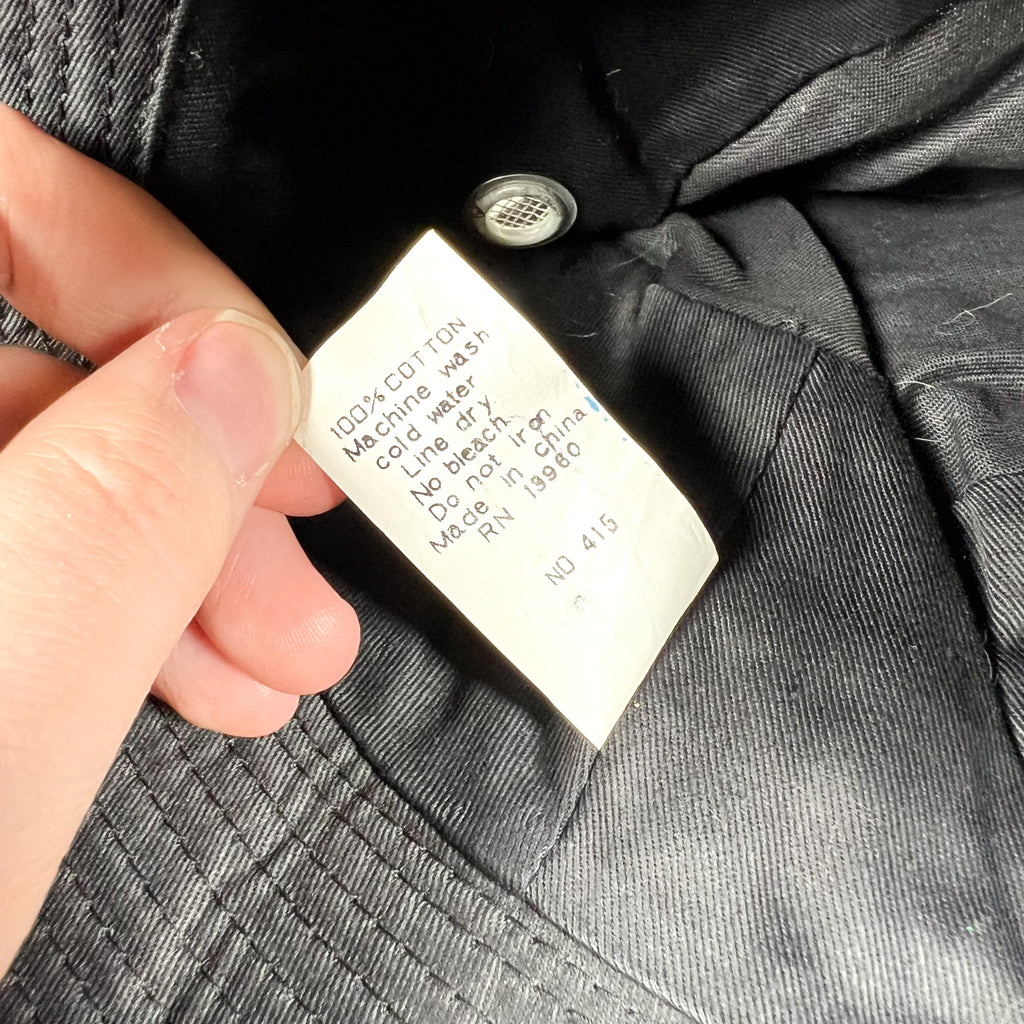 100% COTTON
Machine wash
cold water
Line dry
No bleach
Do not iron
Made in china
RN 13960
NO 415